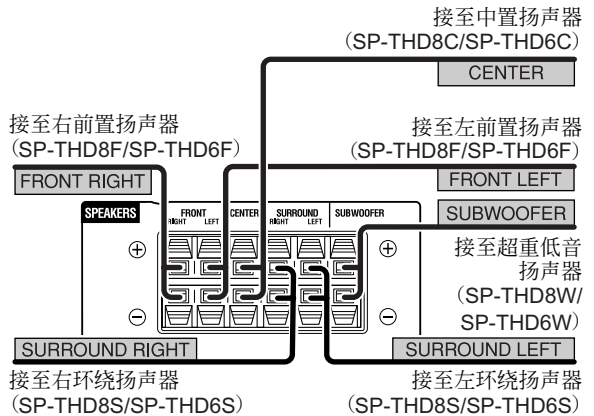 接至中置扬声器
（SP-THD8C/SP-THD6C）
CENTER
接至右前置扬声器
（SP-THD8F/SP-THD6F）
FRONT RIGHT
接至左前置扬声器
（SP-THD8F/SP-THD6F）
FRONT LEFT
SPEAKERS
FRONT
RIGHT LEFT
CENTER
SURROUND
RIGHT LEFT
SUBWOOFER
SUBWOOFER
接至超重低音
扬声器
（SP-THD8W/
SP-THD6W）
SURROUND RIGHT
接至右环绕扬声器
（SP-THD8S/SP-THD6S）
SURROUND LEFT
接至左环绕扬声器
（SP-THD8S/SP-THD6S）